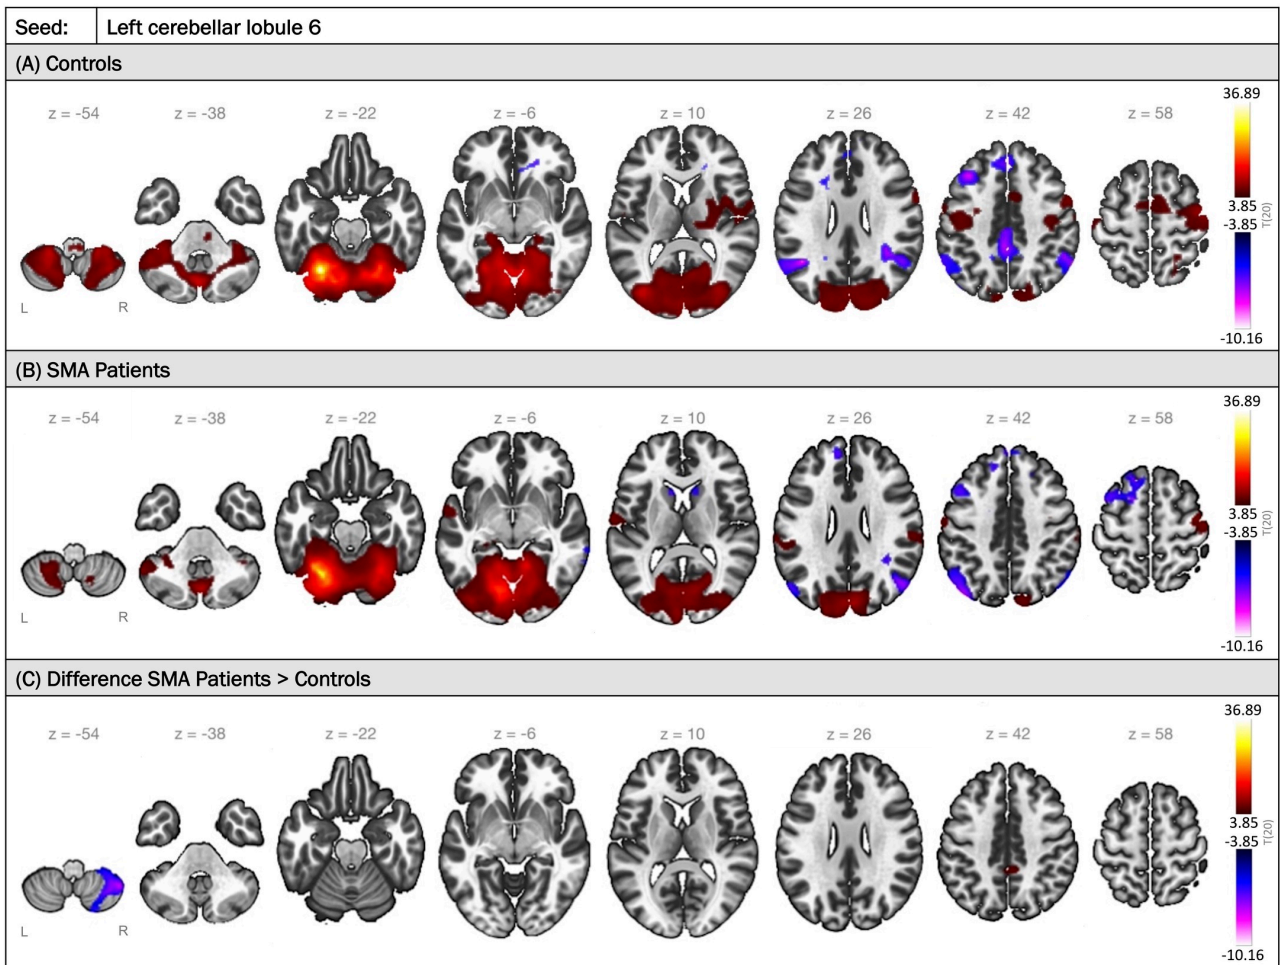 Seed: Left cerebellar lobule 6
(A) Controls
z = -54 z = -38 z = -22 z = -6 z = 10 z = 26 z = 42 z = 58
36.89
3.85
-3.85
T(20)
-10.16
L R
(B) SMA Patients
z = -54 z = -38 z = -22 z = -6 z = 10 z = 26 z = 42 z = 58
36.89
3.85
-3.85
T(20)
-10.16
L R
(C) Difference SMA Patients > Controls
z = -54 z = -38 z = -22 z = -6 z = 10 z = 26 z = 42 z = 58
36.89
3.85
-3.85
T(20)
-10.16
L R